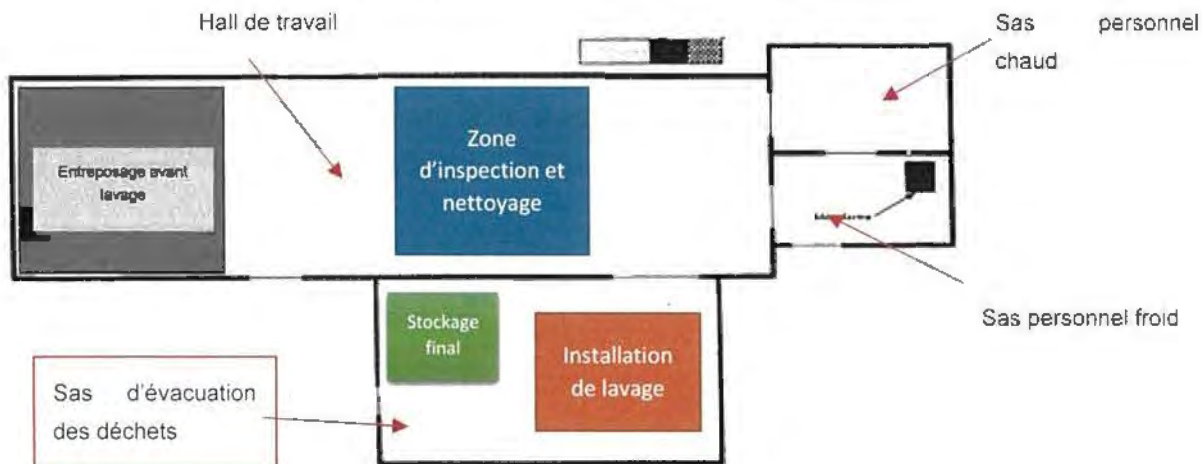 Hall de travail
Sas personnel
chaud
Zone
d'inspection et
nettoyage
Entreposage avant
lavage
Sas personnel froid
Stockage
final
Installation
de lavage
Sas d'évacuation
des déchets